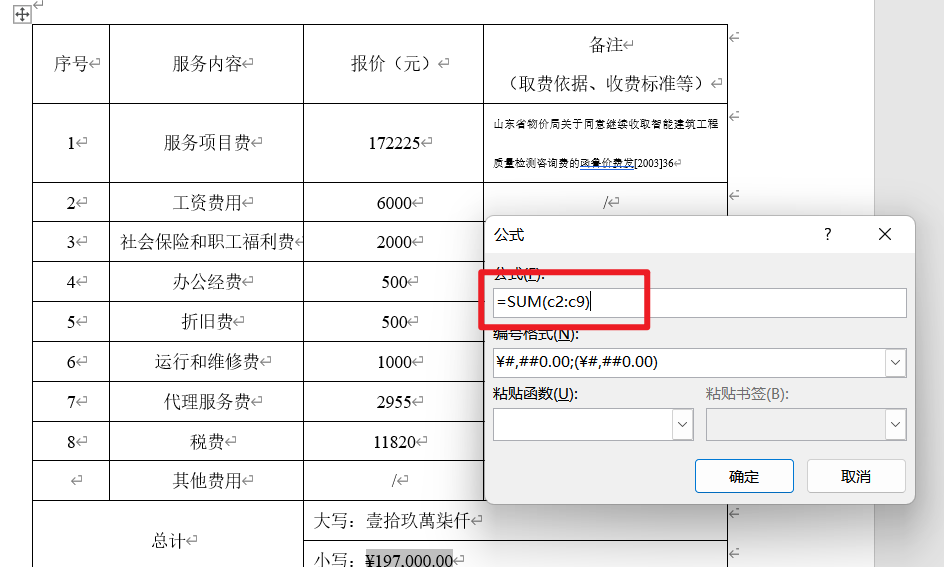 序号 服务内容 报价（元） 备注
（取费依据、收费标准等）
1 服务项目费 172225 山东省物价局关于同意继续收取智能建筑工程
质量检测咨询费的函鲁价费发[2003]36
2 工资费用 6000 /
3 社会保险和职工福利费 2000
4 办公经费 500
5 折旧费 500
6 运行和维修费 1000
7 代理服务费 2955
8 税费 11820
其他费用 /
总计 大写：壹拾玖萬柒仟
小写：¥197,000.00
公式 ?
公式(F):
=SUM(c2:c9)
编号格式(N):
¥#,##0.00;(¥#,##0.00)
粘贴函数(U): 粘贴书签(B):
确定 取消